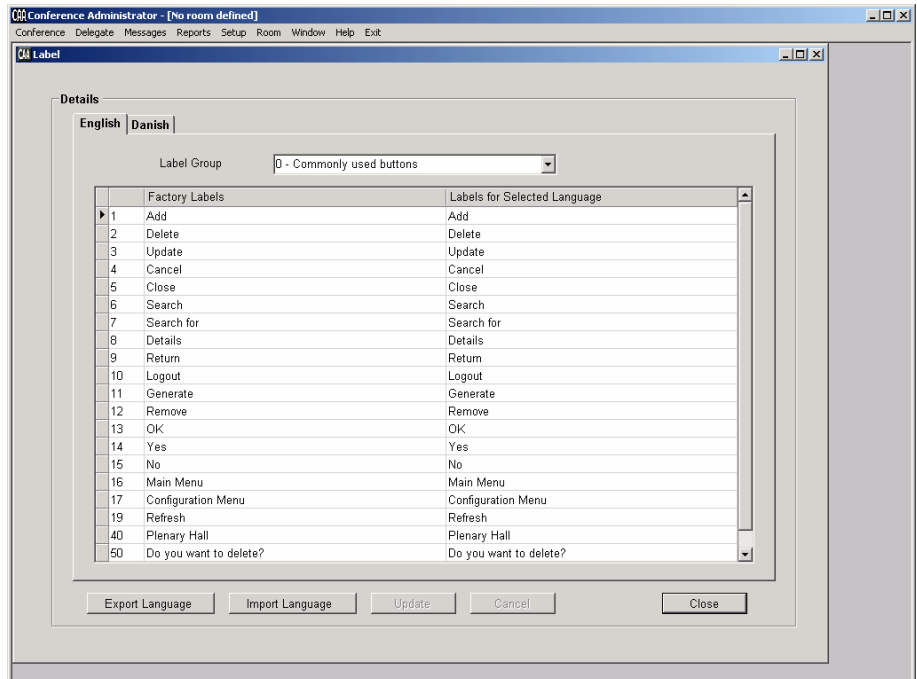 CAA Conference Administrator - [No room defined]
Conference Delegate Messages Reports Setup Room Window Help Exit
CAA Label
Details
English Danish
Label Group 0 - Commonly used buttons
Factory Labels Labels for Selected Language
1 Add Add
2 Delete Delete
3 Update Update
4 Cancel Cancel
5 Close Close
6 Search Search
7 Search for Search for
8 Details Details
9 Return Return
10 Logout Logout
11 Generate Generate
12 Remove Remove
13 OK OK
14 Yes Yes
15 No No
16 Main Menu Main Menu
17 Configuration Menu Configuration Menu
19 Refresh Refresh
40 Plenary Hall Plenary Hall
50 Do you want to delete? Do you want to delete?
Export Language Import Language Update Cancel Close